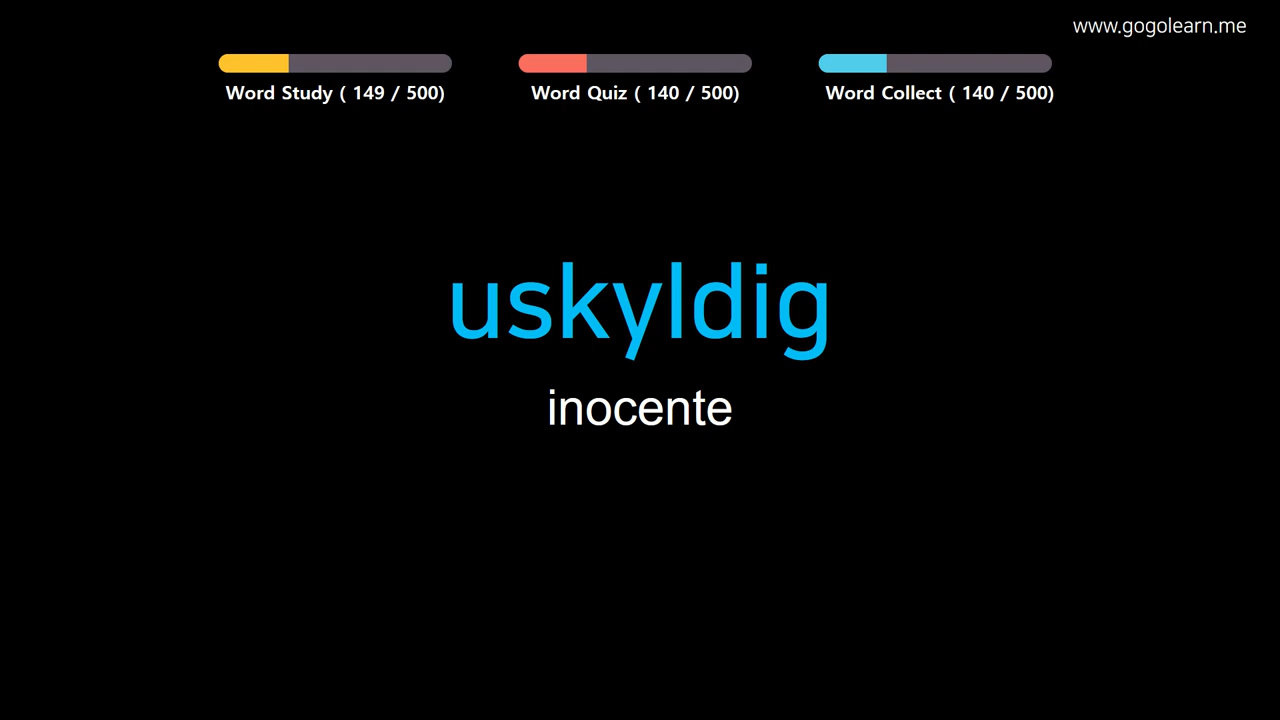 www.gogolearn.me
Word Study ( 149 / 500)
Word Quiz ( 140 / 500)
Word Collect ( 140 / 500)
uskyldig
inocente